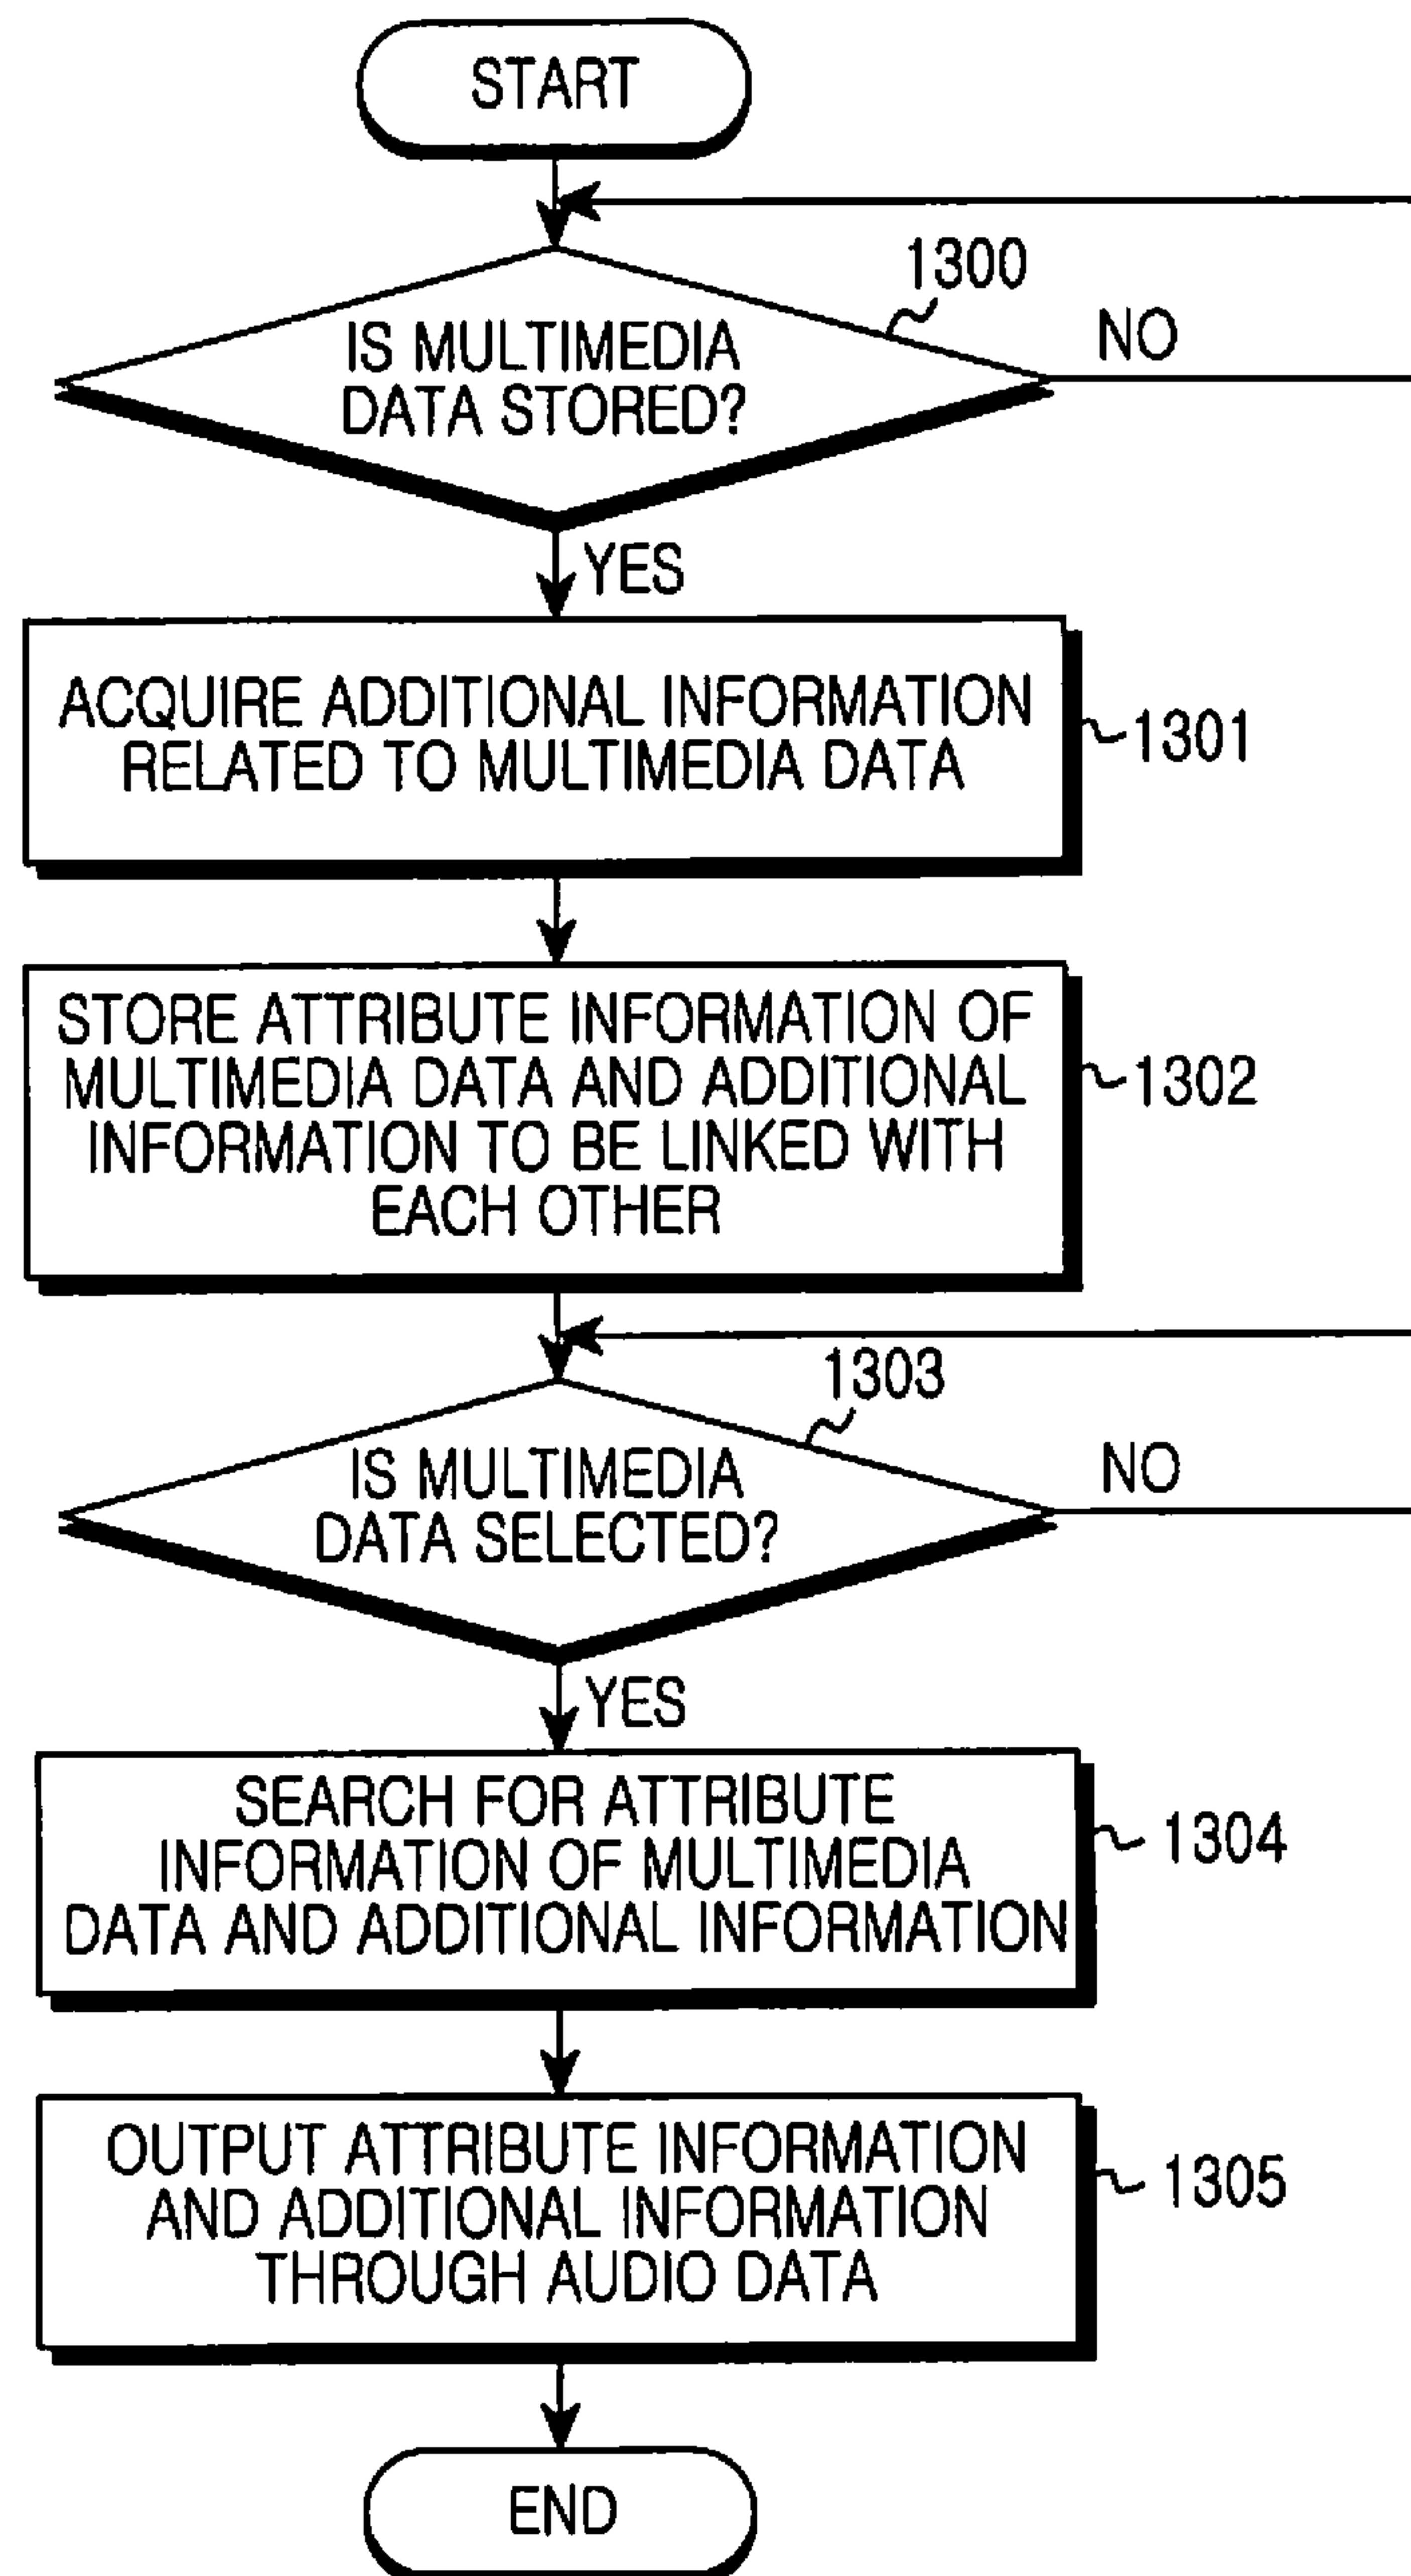 START
1300
IS MULTIMEDIA
DATA STORED?
NO
YES
ACQUIRE ADDITIONAL INFORMATION
RELATED TO MULTIMEDIA DATA
1301
STORE ATTRIBUTE INFORMATION OF
MULTIMEDIA DATA AND ADDITIONAL
INFORMATION TO BE LINKED WITH
EACH OTHER
1302
1303
IS MULTIMEDIA
DATA SELECTED?
NO
YES
SEARCH FOR ATTRIBUTE
INFORMATION OF MULTIMEDIA
DATA AND ADDITIONAL INFORMATION
1304
OUTPUT ATTRIBUTE INFORMATION
AND ADDITIONAL INFORMATION
THROUGH AUDIO DATA
1305
END